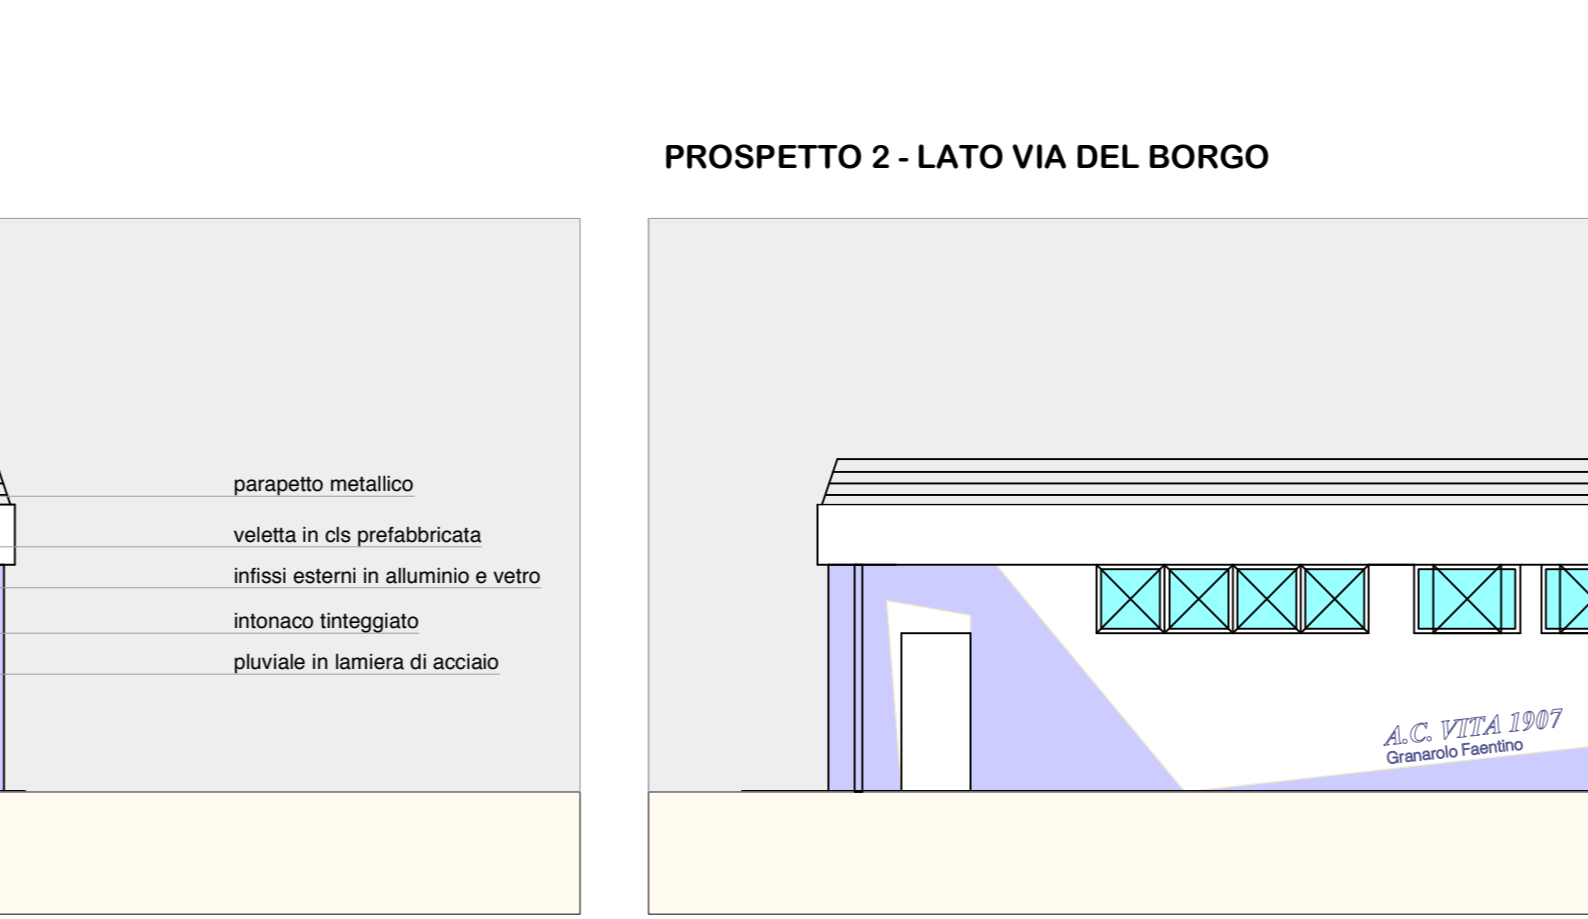 PROSPETTO 2 - LATO VIA DEL BORGO
parapetto metallico
veletta in cls prefabbricata
infissi esterni in alluminio e vetro
intonaco tinteggiato
pluviale in lamiera di acciaio
A.C. VITA 1907
Granarolo Faentino